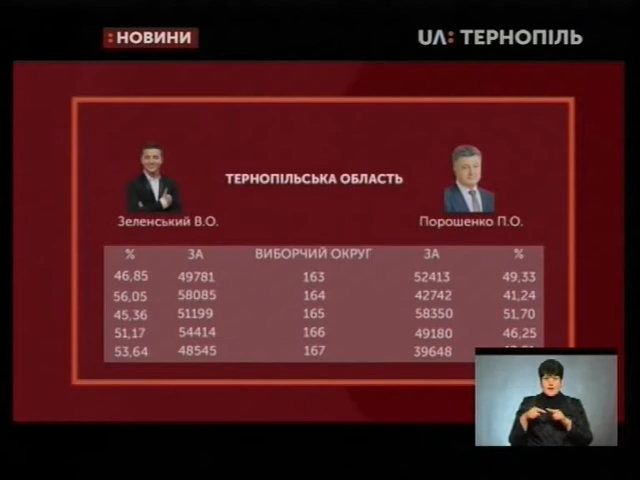 :НОВИНИ
UA: ТЕРНОПІЛЬ
ТЕРНОПІЛЬСЬКА ОБЛАСТЬ
Зеленський В.О. Порошенко П.О.
% ЗА ВИБОРЧИЙ ОКРУГ ЗА %
46,85 49781 163 52413 49,33
56,05 58085 164 42742 41,24
45,36 51199 165 58350 51,70
51,17 54414 166 49180 46,25
53,64 48545 167 39648